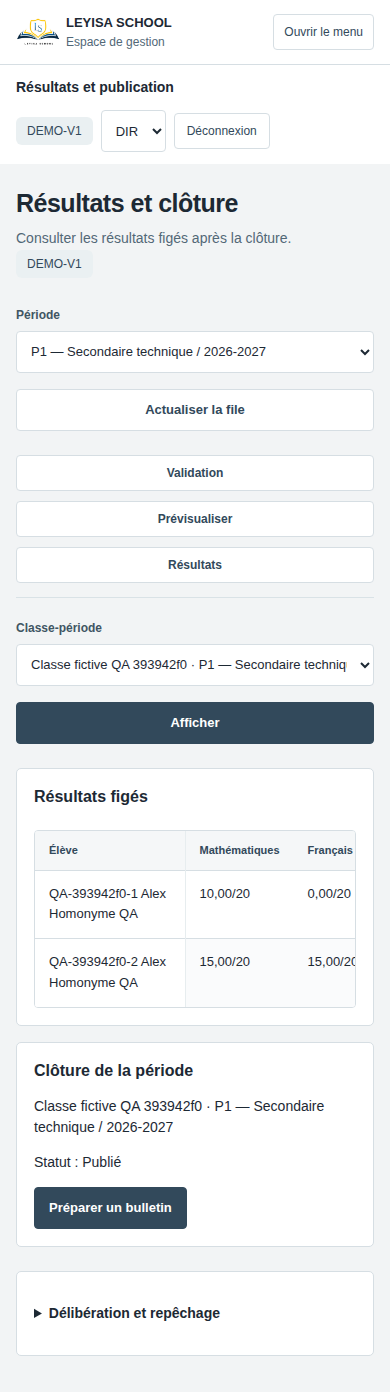 LEYISA SCHOOL
Espace de gestion
Ouvrir le menu
Résultats et publication
DEMO-V1
DIR
Déconnexion
Résultats et clôture
Consulter les résultats figés après la clôture.
DEMO-V1
Période
P1 — Secondaire technique / 2026-2027
Actualiser la file
Validation
Prévisualiser
Résultats
Classe-période
Classe fictive QA 393942f0 · P1 — Secondaire techniq
Afficher
Résultats figés
Élève Mathématiques Français
QA-393942f0-1 Alex 10,00/20 0,00/20
Homonyme QA
QA-393942f0-2 Alex 15,00/20 15,00/20
Homonyme QA
Clôture de la période
Classe fictive QA 393942f0 · P1 — Secondaire
technique / 2026-2027
Statut : Publié
Préparer un bulletin
Délibération et repêchage